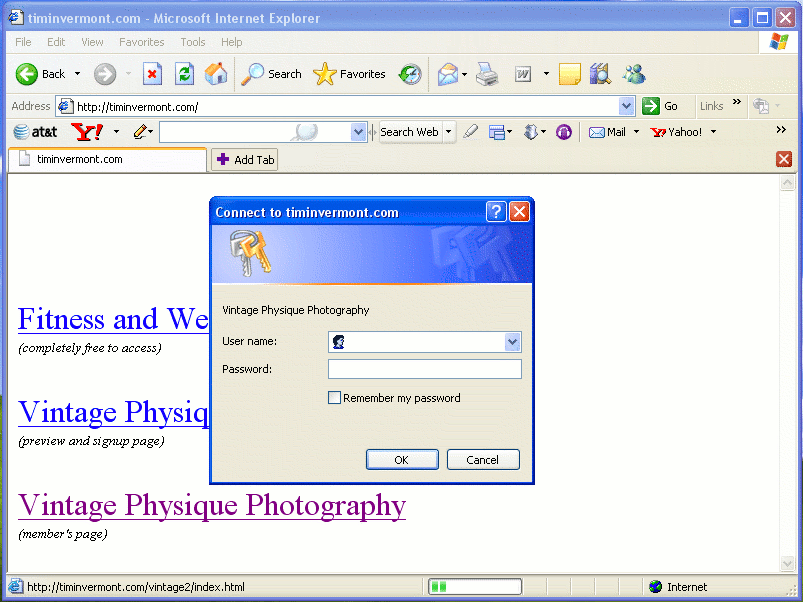 timinvermont.com - Microsoft Internet Explorer
File Edit View Favorites Tools Help
Back Search Favorites W
Address http://timinvermont.com/ Go Links »
at&t Y! Search Web Mail Y! Yahoo! »
timinvermont.com Add Tab
Connect to timinvermont.com ?
Vintage Physique Photography
User name:
Password:
Remember my password
OK Cancel
Fitness and We
(completely free to access)
Vintage Physiq
(preview and signup page)
Vintage Physique Photography
(member's page)
http://timinvermont.com/vintage2/index.html Internet